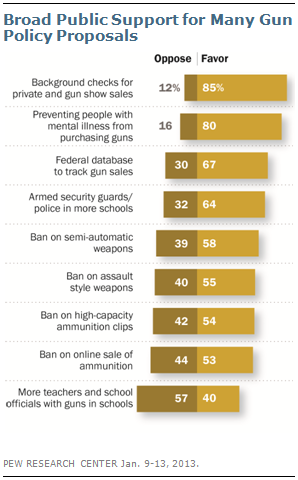 Broad Public Support for Many Gun
Policy Proposals
Oppose Favor
Background checks for
private and gun show sales
12% 85%
Preventing people with
mental illness from
purchasing guns
16 80
Federal database
to track gun sales
30 67
Armed security guards/
police in more schools
32 64
Ban on semi-automatic
weapons
39 58
Ban on assault
style weapons
40 55
Ban on high-capacity
ammunition clips
42 54
Ban on online sale of
ammunition
44 53
More teachers and school
officials with guns in schools
57 40
PEW RESEARCH CENTER Jan. 9-13, 2013.